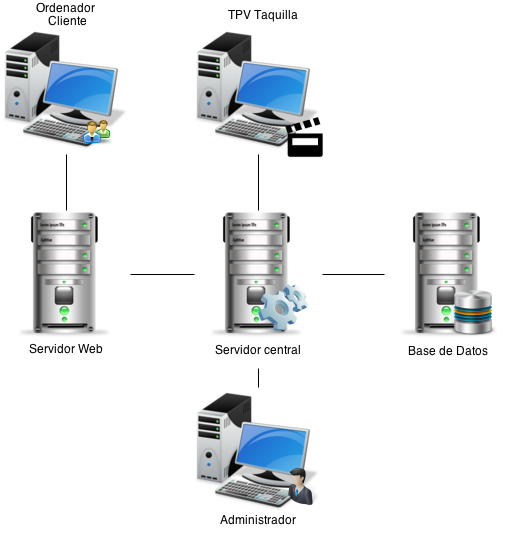 Ordenador
Cliente
TPV Taquilla
Servidor Web
Servidor central
Base de Datos
Administrador